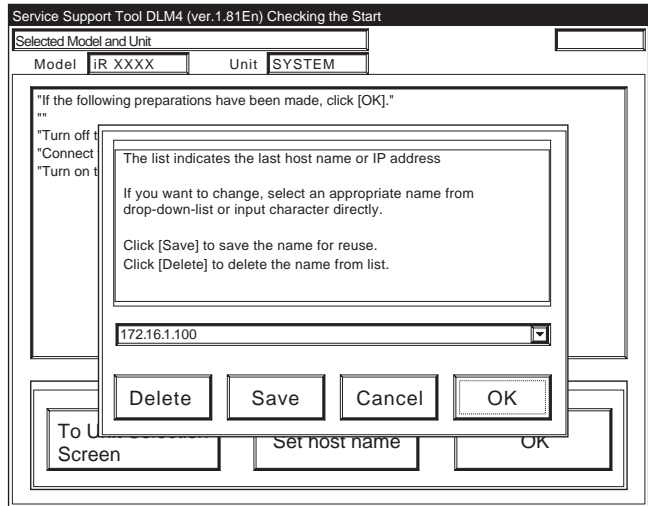 Service Support Tool DLM4 (ver.1.81En) Checking the Start
Selected Model and Unit
Model iR XXXX Unit SYSTEM
"If the following preparations have been made, click [OK]."
""
"Turn off t
"Connect
"Turn on t
The list indicates the last host name or IP address
If you want to change, select an appropriate name from
drop-down-list or input character directly.
Click [Save] to save the name for reuse.
Click [Delete] to delete the name from list.
172.16.1.100
Delete Save Cancel OK
To Unit Selection
Screen
Set host name
OK